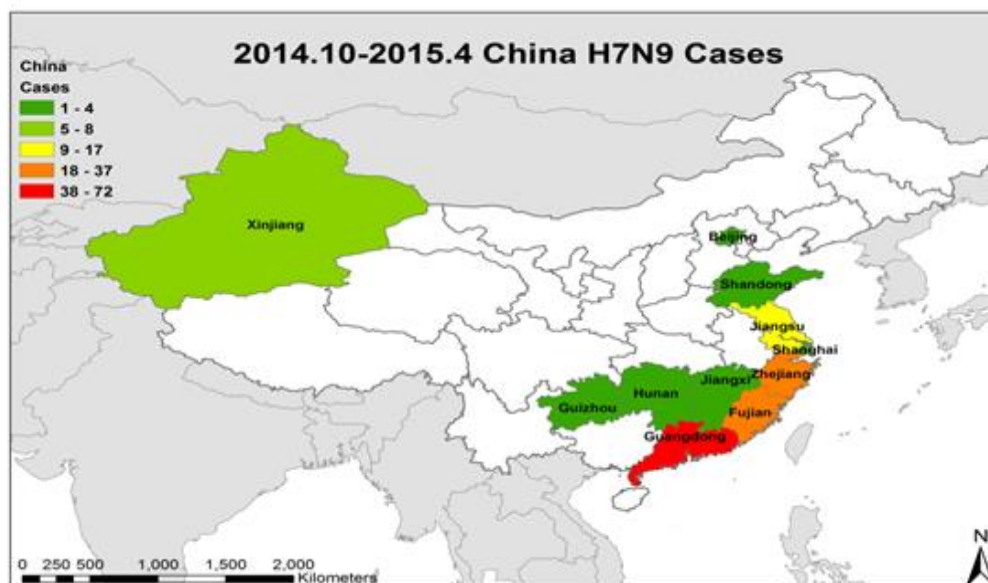 2014.10-2015.4 China H7N9 Cases
China
Cases
1 - 4
5 - 8
9 - 17
18 - 37
38 - 72
Xinjiang
Beijing
Shandong
Jiangsu
Shanghai
Zhejiang
Jiangxi
Hunan
Guizhou
Fujian
Guangdong
N
0 250 500 1,000 1,500 2,000
Kilometers